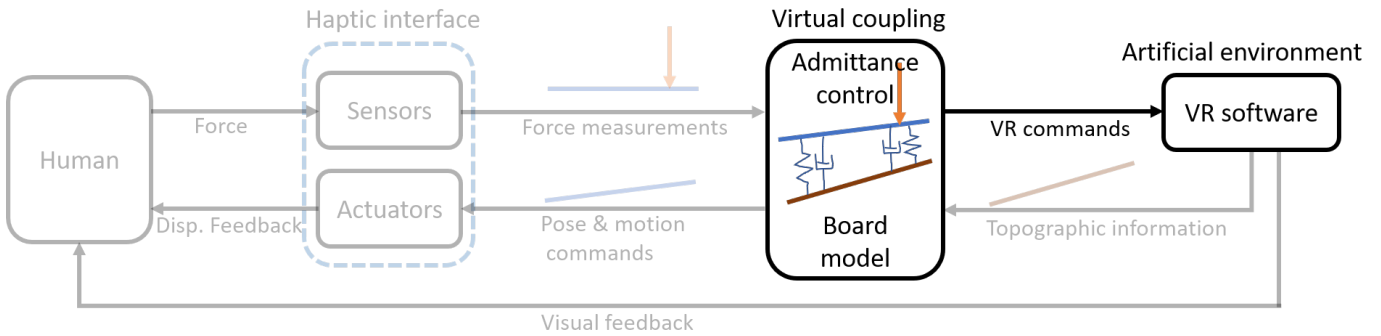 Haptic interface
Virtual coupling
Artificial environment
Human
Force
Sensors
Force measurements
Admittance
control
VR commands
VR software
Disp. Feedback
Actuators
Pose & motion
commands
Board
model
Topographic information
Visual feedback